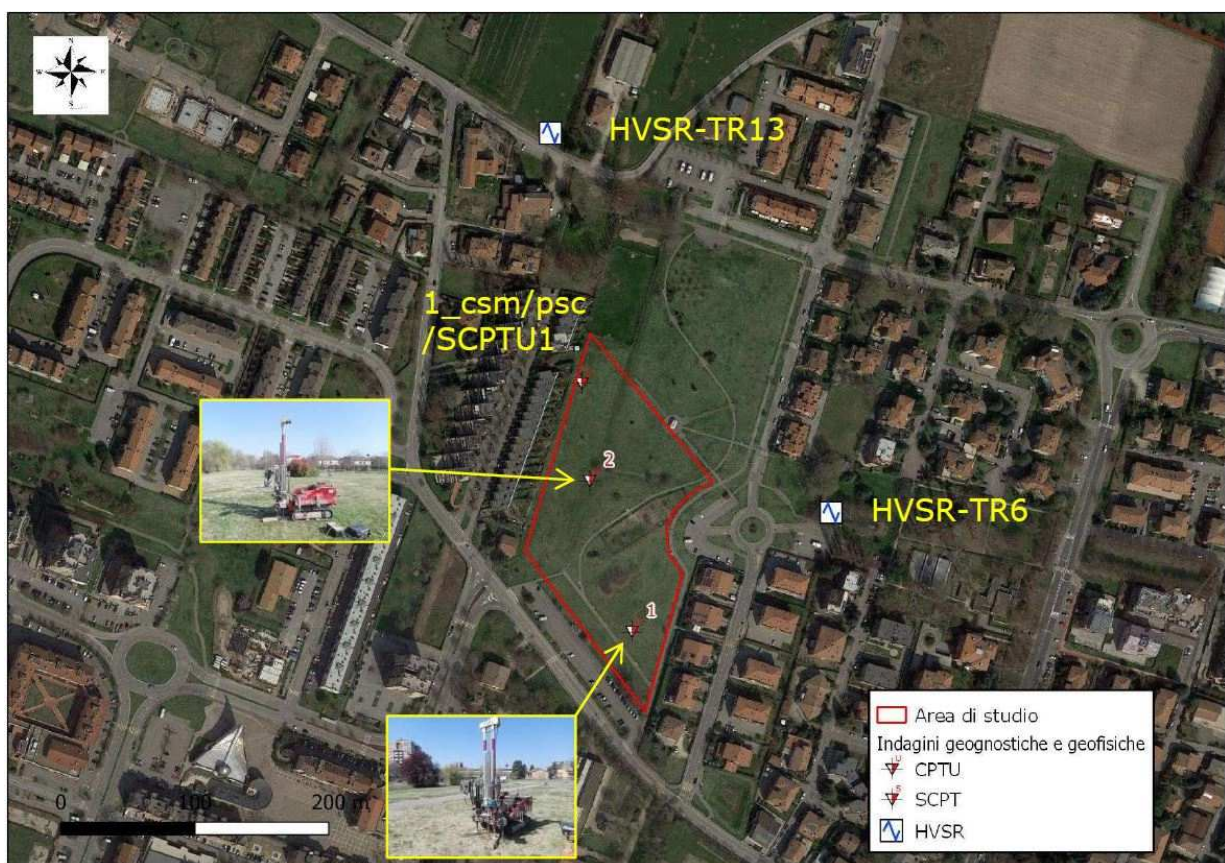 N
W
E
S
HVSR-TR13
1_csm/psc
/SCPTU1
2
HVSR-TR6
1
Area di studio
Indagini geognostiche e geofisiche
U
CPTU
S
SCPT
HVSR
0 100 200 m